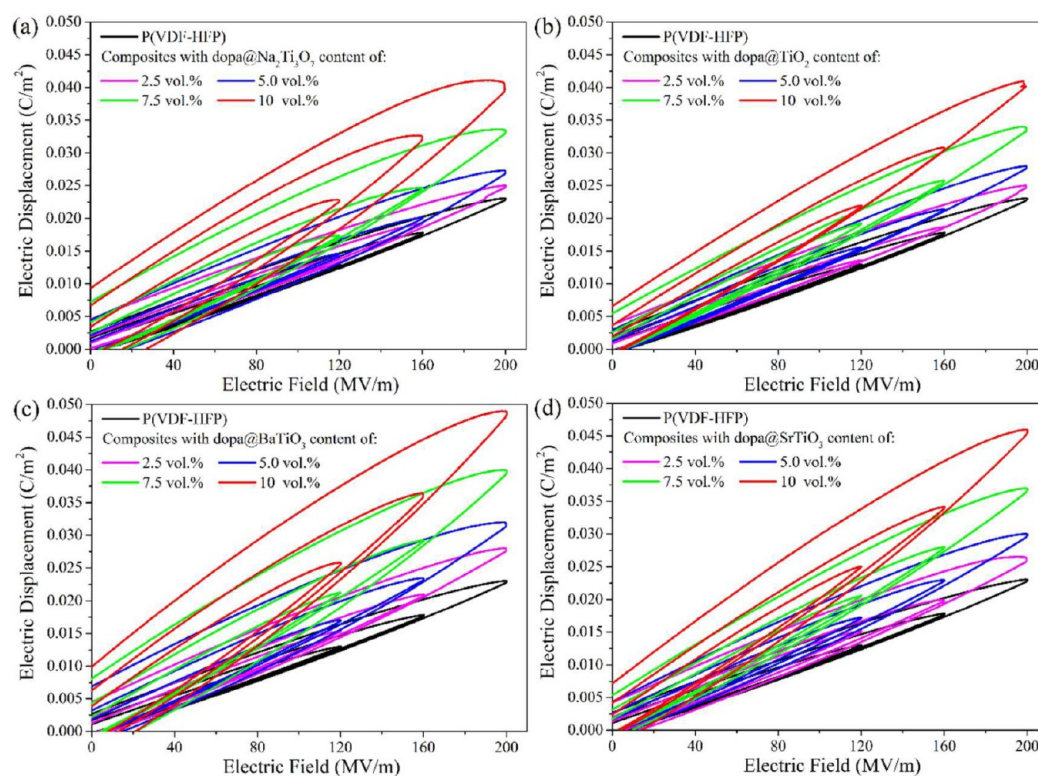 (a)
P(VDF-HFP)
Composites with dopa@Na₂Ti₃O₇ content of:
2.5 vol.% 5.0 vol.%
7.5 vol.% 10 vol.%
Electric Displacement (C/m²)
0.050
0.045
0.040
0.035
0.030
0.025
0.020
0.015
0.010
0.005
0.000
0 40 80 120 160 200
Electric Field (MV/m)
(b)
P(VDF-HFP)
Composites with dopa@TiO₂ content of:
2.5 vol.% 5.0 vol.%
7.5 vol.% 10 vol.%
Electric Displacement (C/m²)
0.050
0.045
0.040
0.035
0.030
0.025
0.020
0.015
0.010
0.005
0.000
0 40 80 120 160 200
Electric Field (MV/m)
(c)
P(VDF-HFP)
Composites with dopa@BaTiO₃ content of:
2.5 vol.% 5.0 vol.%
7.5 vol.% 10 vol.%
Electric Displacement (C/m²)
0.050
0.045
0.040
0.035
0.030
0.025
0.020
0.015
0.010
0.005
0.000
0 40 80 120 160 200
Electric Field (MV/m)
(d)
P(VDF-HFP)
Composites with dopa@SrTiO₃ content of:
2.5 vol.% 5.0 vol.%
7.5 vol.% 10 vol.%
Electric Displacement (C/m²)
0.050
0.045
0.040
0.035
0.030
0.025
0.020
0.015
0.010
0.005
0.000
0 40 80 120 160 200
Electric Field (MV/m)